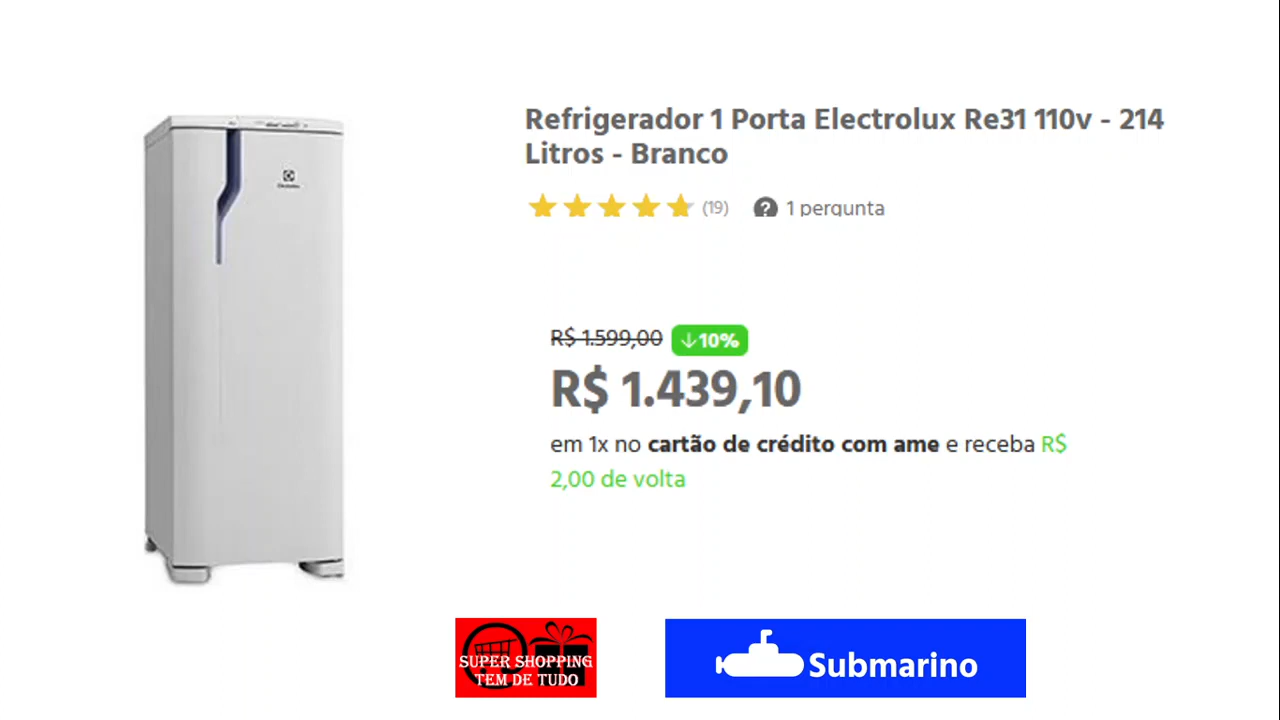 Refrigerador 1 Porta Electrolux Re31 110v - 214
Litros - Branco
(19) ? 1 pergunta
R$ 1.599,00 ↓10%
R$ 1.439,10
em 1x no cartão de crédito com ame e receba R$
2,00 de volta
SUPER SHOPPING
TEM DE TUDO
Submarino